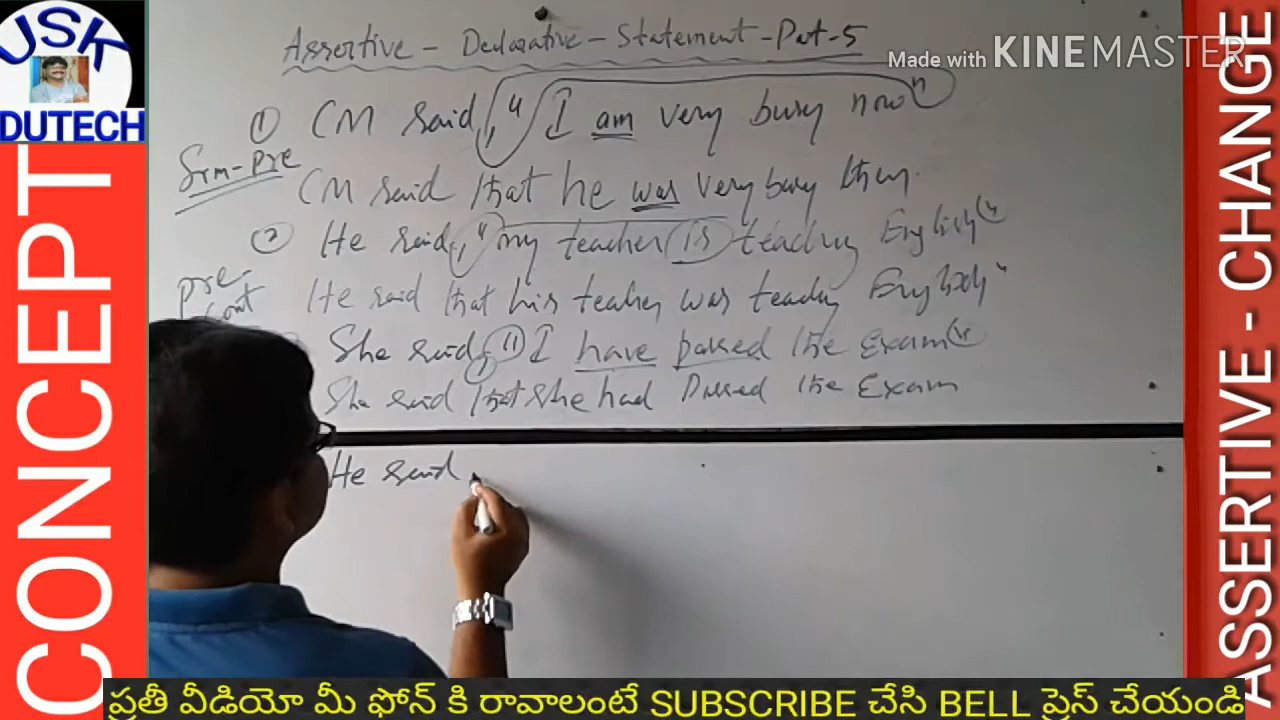 JSK
DUTECH
CONCEPT
Made with KINEMASTER
ASSERTIVE - CHANGE
Assertive - Declarative - Statement - Part-5
① CM said, "I am very busy now"
Sim-pre
CM said that he was very busy then.
② He said, "my teacher is teaching English"
pre-
cont
He said that his teacher was teaching English
She said, "I have passed the Exam"
She said that she had passed the Exam
He said
ప్రతీ వీడియో మీ ఫోన్ కి రావాలంటే SUBSCRIBE చేసి BELL ప్రెస్ చేయండి